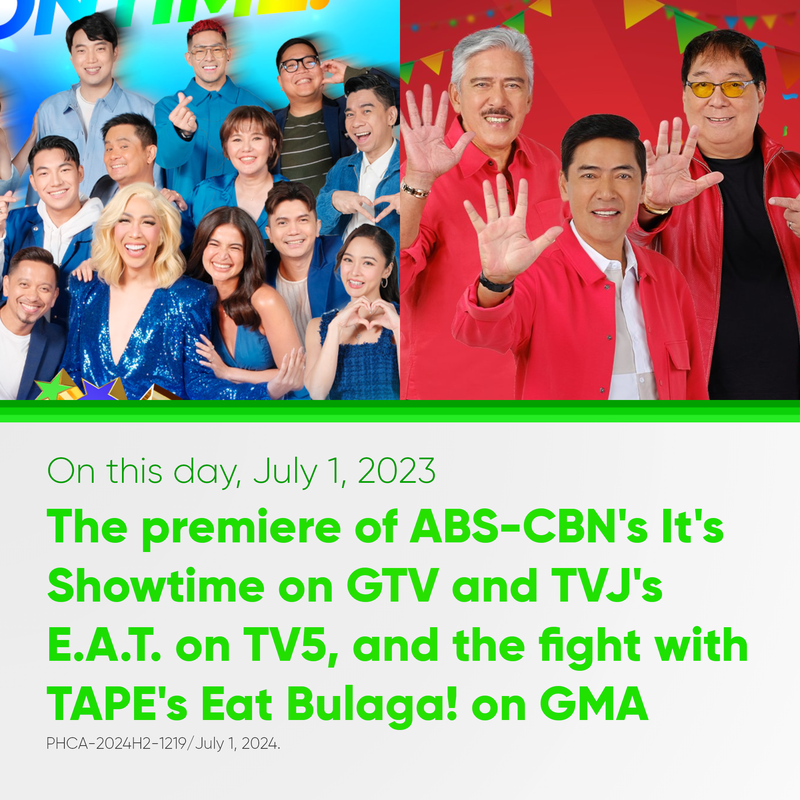 ON TIME!
On this day, July 1, 2023
The premiere of ABS-CBN's It's
Showtime on GTV and TVJ's
E.A.T. on TV5, and the fight with
TAPE's Eat Bulaga! on GMA
PHCA-2024H2-1219/July 1, 2024.